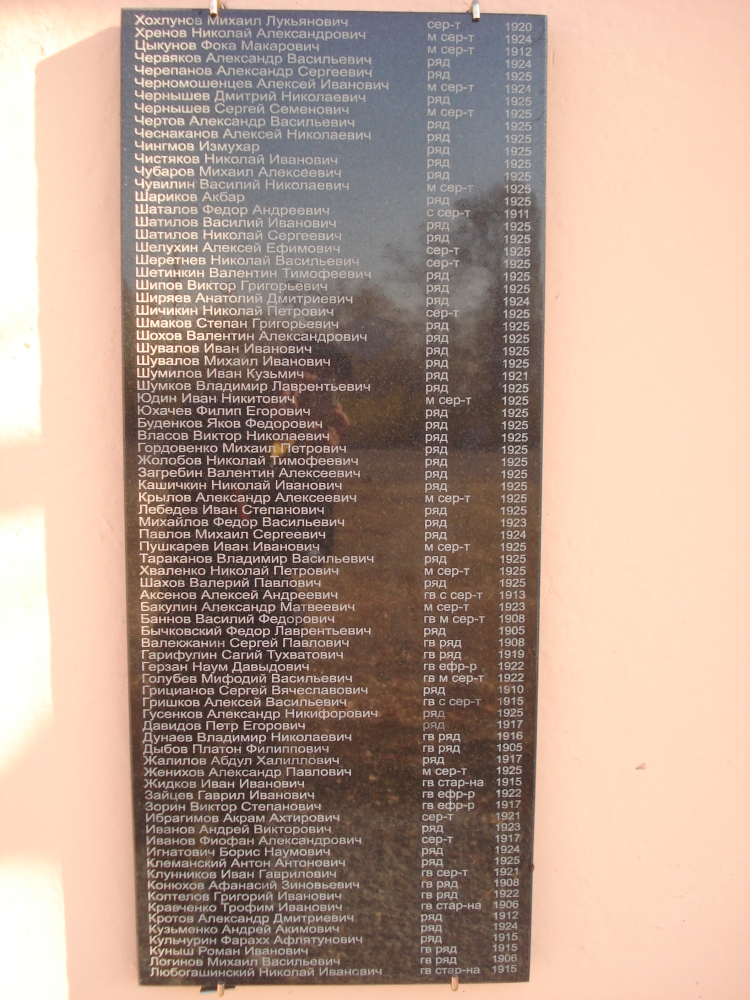 Хохлунов Михаил Лукьянович сер-т 1920
Хренов Николай Александрович м сер-т 1924
Цыкунов Фока Макарович м сер-т 1912
Червяков Александр Васильевич ряд 1924
Черепанов Александр Сергеевич ряд 1925
Черномошенцев Алексей Иванович м сер-т 1924
Чернышев Дмитрий Николаевич ряд 1925
Чернышев Сергей Семенович м сер-т 1925
Чертов Александр Васильевич ряд 1925
Чеснаканов Алексей Николаевич ряд 1925
Чингмов Измухар ряд 1925
Чистяков Николай Иванович ряд 1925
Чубаров Михаил Алексеевич ряд 1925
Чувилин Василий Николаевич м сер-т 1925
Шариков Акбар ряд 1925
Шаталов Федор Андреевич с сер-т 1911
Шатилов Василий Иванович ряд 1925
Шатилов Николай Сергеевич ряд 1925
Шелухин Алексей Ефимович сер-т 1925
Шеретнев Николай Васильевич сер-т 1925
Шетинкин Валентин Тимофеевич ряд 1925
Шипов Виктор Григорьевич ряд 1925
Ширяев Анатолий Дмитриевич ряд 1924
Шичикин Николай Петрович сер-т 1925
Шмаков Степан Григорьевич ряд 1925
Шохов Валентин Александрович ряд 1925
Шувалов Иван Иванович ряд 1925
Шувалов Михаил Иванович ряд 1925
Шумилов Иван Кузьмич ряд 1921
Шумков Владимир Лаврентьевич ряд 1925
Юдин Иван Никитович м сер-т 1925
Юхачев Филип Егорович ряд 1925
Буденков Яков Федорович ряд 1925
Власов Виктор Николаевич ряд 1925
Гордовенко Михаил Петрович ряд 1925
Жолобов Николай Тимофеевич ряд 1925
Загребин Валентин Алексеевич ряд 1925
Кашичкин Николай Иванович ряд 1925
Крылов Александр Алексеевич м сер-т 1925
Лебедев Иван Степанович ряд 1925
Михайлов Федор Васильевич ряд 1923
Павлов Михаил Сергеевич ряд 1924
Пушкарев Иван Иванович м сер-т 1925
Тараканов Владимир Васильевич ряд 1925
Хваленко Николай Петрович м сер-т 1925
Шахов Валерий Павлович ряд 1925
Аксенов Алексей Андреевич гв с сер-т 1913
Бакулин Александр Матвеевич м сер-т 1923
Баннов Василий Федорович гв м сер-т 1908
Бычковский Федор Лаврентьевич ряд 1905
Валекжанин Сергей Павлович гв ряд 1908
Гарифулин Сагий Тухватович гв ряд 1919
Герзан Наум Давыдович гв ефр-р 1922
Голубев Мифодий Васильевич гв м сер-т 1922
Грицианов Сергей Вячеславович ряд 1910
Гришков Алексей Васильевич гв с сер-т 1915
Гусенков Александр Никифорович ряд 1925
Давидов Петр Егорович ряд 1917
Дунаев Владимир Николаевич гв ряд 1916
Дыбов Платон Филиппович гв ряд 1905
Жалилов Абдул Халиллович ряд 1917
Женихов Александр Павлович м сер-т 1925
Жидков Иван Иванович гв стар-на 1915
Зайцев Гаврил Иванович гв ефр-р 1922
Зорин Виктор Степанович гв ефр-р 1917
Ибрагимов Акрам Ахтирович сер-т 1921
Иванов Андрей Викторович ряд 1923
Иванов Фиофан Александрович сер-т 1917
Игнатович Борис Наумович ряд 1924
Клеманский Антон Антонович ряд 1925
Клунников Иван Гаврилович гв сер-т 1921
Конюхов Афанасий Зиновьевич гв ряд 1908
Коптелов Григорий Иванович гв ряд 1922
Кравченко Трофим Иванович гв стар-на 1906
Кротов Александр Дмитриевич ряд 1912
Кузьменко Андрей Акимович ряд 1924
Кульчурин Фарахх Афлятунович ряд 1915
Куныш Роман Иванович гв ряд 1915
Логинов Михаил Васильевич гв ряд 1906
Любогашинский Николай Иванович гв стар-на 1915